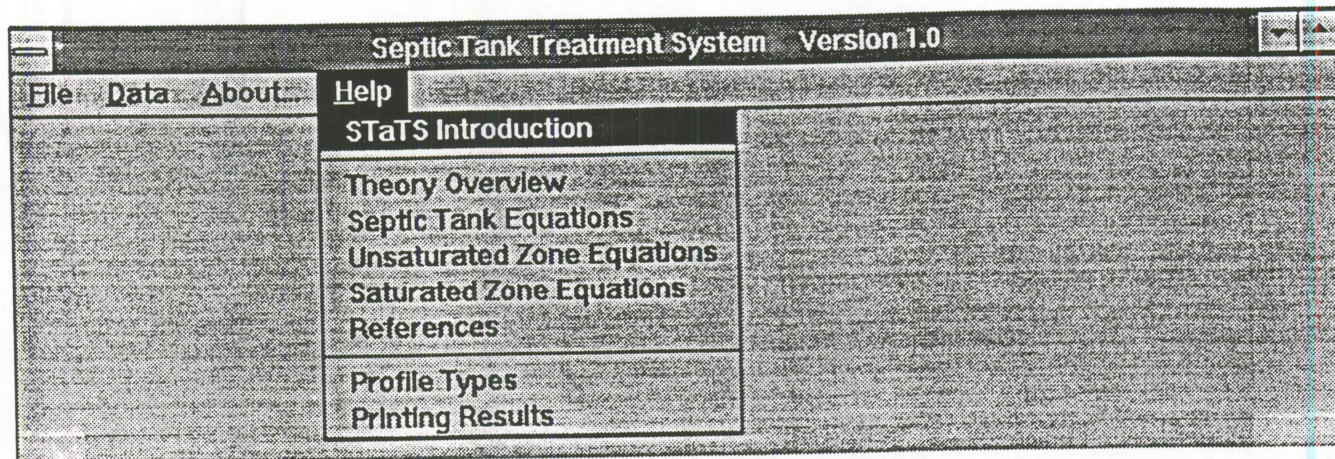 Septic Tank Treatment System Version 1.0
File Data About... Help
STaTS Introduction
Theory Overview
Septic Tank Equations
Unsaturated Zone Equations
Saturated Zone Equations
References
Profile Types
Printing Results